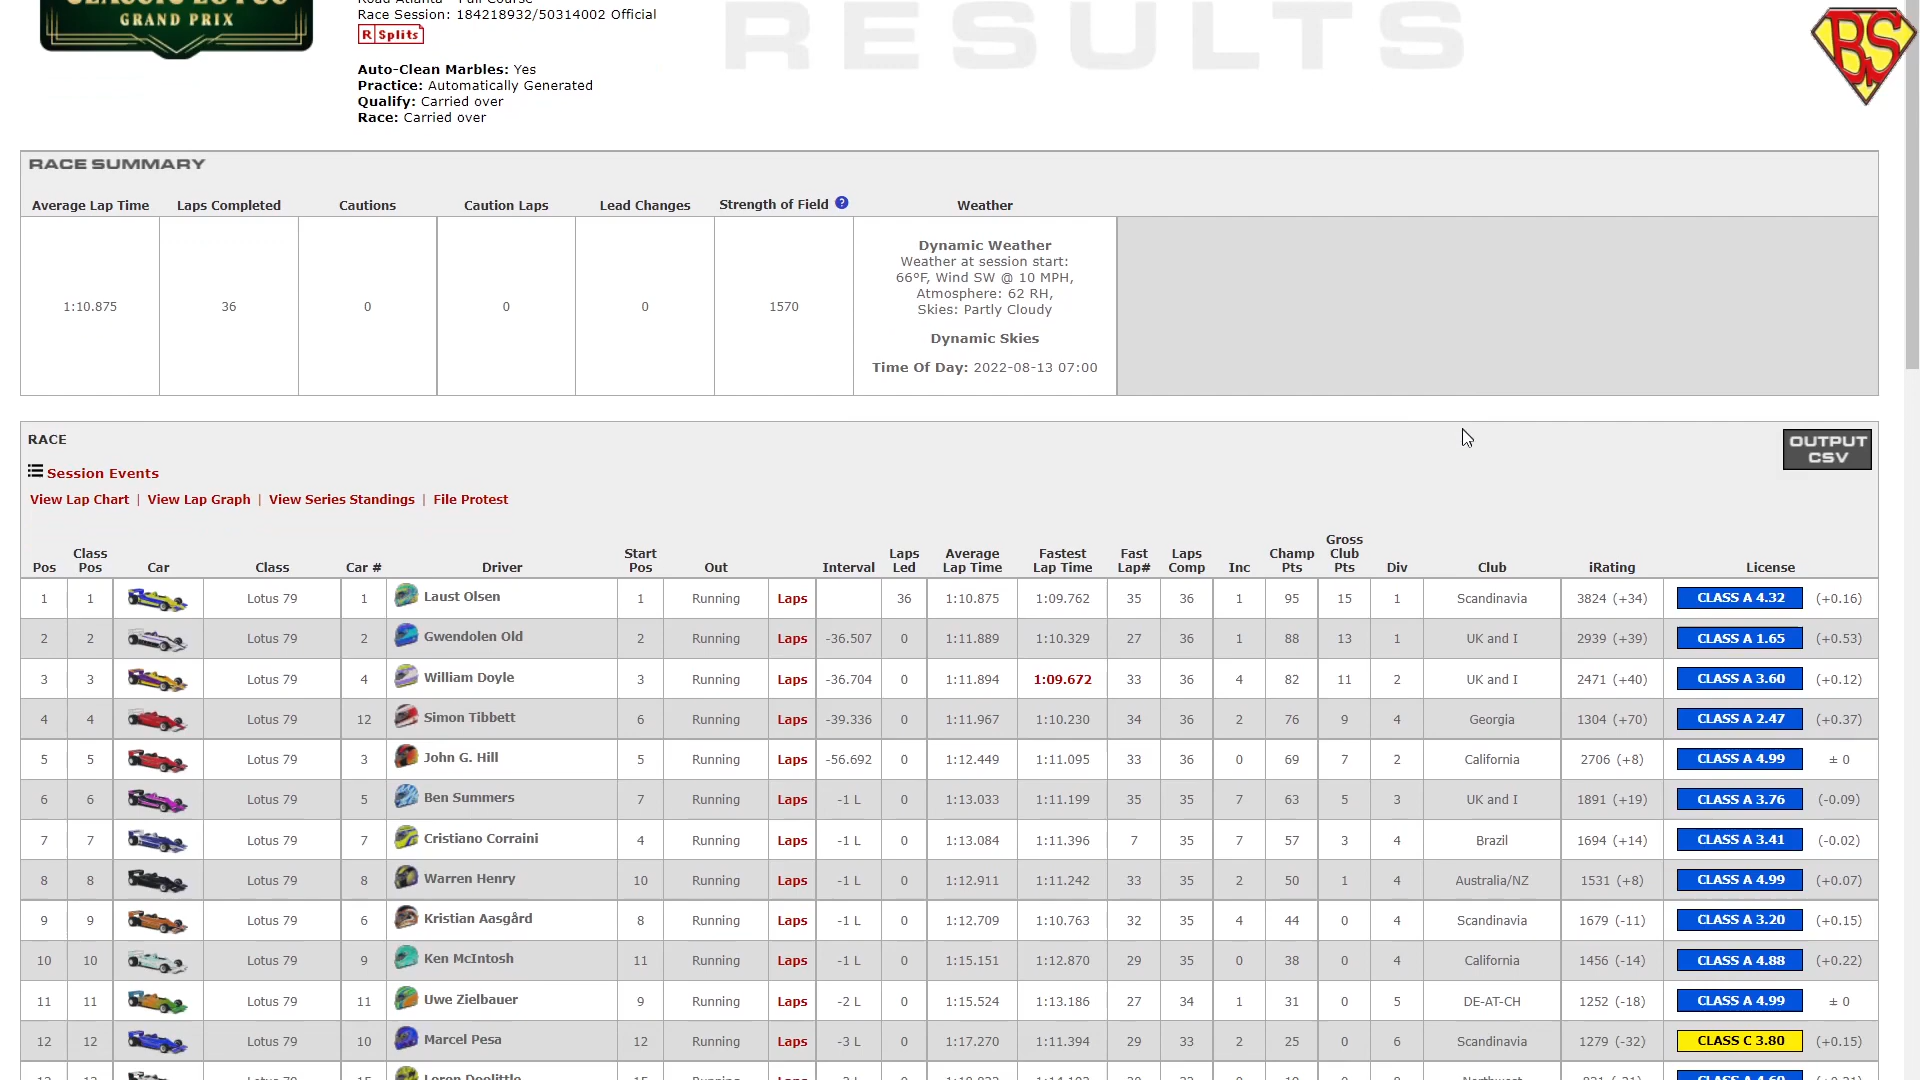 GRAND PRIX
Race Session: 184218932/50314002 Official
R Splits
RESULTS
BS
Auto-Clean Marbles: Yes
Practice: Automatically Generated
Qualify: Carried over
Race: Carried over
RACE SUMMARY
Average Lap Time Laps Completed Cautions Caution Laps Lead Changes Strength of Field ? Weather
1:10.875 36 0 0 0 1570
Dynamic Weather
Weather at session start:
66°F, Wind SW @ 10 MPH,
Atmosphere: 62 RH,
Skies: Partly Cloudy
Dynamic Skies
Time Of Day: 2022-08-13 07:00
RACE
OUTPUT CSV
Session Events
View Lap Chart | View Lap Graph | View Series Standings | File Protest
Pos Class Pos Car Class Car # Driver Start Pos Out Interval Laps Led Average Lap Time Fastest Lap Time Fast Lap# Laps Comp Inc Champ Pts Gross Club Pts Div Club iRating License
1 1 Lotus 79 1 Laust Olsen 1 Running Laps 36 1:10.875 1:09.762 35 36 1 95 15 1 Scandinavia 3824 (+34) CLASS A 4.32 (+0.16)
2 2 Lotus 79 2 Gwendolen Old 2 Running Laps -36.507 0 1:11.889 1:10.329 27 36 1 88 13 1 UK and I 2939 (+39) CLASS A 1.65 (+0.53)
3 3 Lotus 79 4 William Doyle 3 Running Laps -36.704 0 1:11.894 1:09.672 33 36 4 82 11 2 UK and I 2471 (+40) CLASS A 3.60 (+0.12)
4 4 Lotus 79 12 Simon Tibbett 6 Running Laps -39.336 0 1:11.967 1:10.230 34 36 2 76 9 4 Georgia 1304 (+70) CLASS A 2.47 (+0.37)
5 5 Lotus 79 3 John G. Hill 5 Running Laps -56.692 0 1:12.449 1:11.095 33 36 0 69 7 2 California 2706 (+8) CLASS A 4.99 ± 0
6 6 Lotus 79 5 Ben Summers 7 Running Laps -1 L 0 1:13.033 1:11.199 35 35 7 63 5 3 UK and I 1891 (+19) CLASS A 3.76 (-0.09)
7 7 Lotus 79 7 Cristiano Corraini 4 Running Laps -1 L 0 1:13.084 1:11.396 7 35 7 57 3 4 Brazil 1694 (+14) CLASS A 3.41 (-0.02)
8 8 Lotus 79 8 Warren Henry 10 Running Laps -1 L 0 1:12.911 1:11.242 33 35 2 50 1 4 Australia/NZ 1531 (+8) CLASS A 4.99 (+0.07)
9 9 Lotus 79 6 Kristian Aasgård 8 Running Laps -1 L 0 1:12.709 1:10.763 32 35 4 44 0 4 Scandinavia 1679 (-11) CLASS A 3.20 (+0.15)
10 10 Lotus 79 9 Ken McIntosh 11 Running Laps -1 L 0 1:15.151 1:12.870 29 35 0 38 0 4 California 1456 (-14) CLASS A 4.88 (+0.22)
11 11 Lotus 79 11 Uwe Zielbauer 9 Running Laps -2 L 0 1:15.524 1:13.186 27 34 1 31 0 5 DE-AT-CH 1252 (-18) CLASS A 4.99 ± 0
12 12 Lotus 79 10 Marcel Pesa 12 Running Laps -3 L 0 1:17.270 1:11.394 29 33 2 25 0 6 Scandinavia 1279 (-32) CLASS C 3.80 (+0.15)